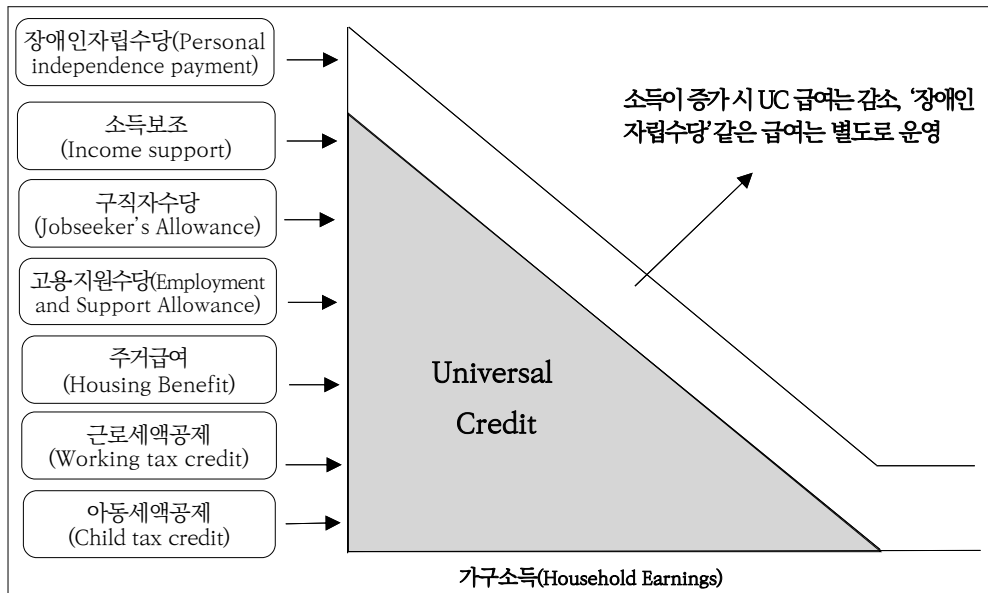 장애인자립수당(Personal
independence payment)
소득보조
(Income support)
구직자수당
(Jobseeker's Allowance)
고용·지원수당(Employment
and Support Allowance)
주거급여
(Housing Benefit)
근로세액공제
(Working tax credit)
아동세액공제
(Child tax credit)
소득이 증가 시 UC 급여는 감소, ‘장애인
자립수당’ 같은 급여는 별도로 운영
Universal
Credit
가구소득(Household Earnings)